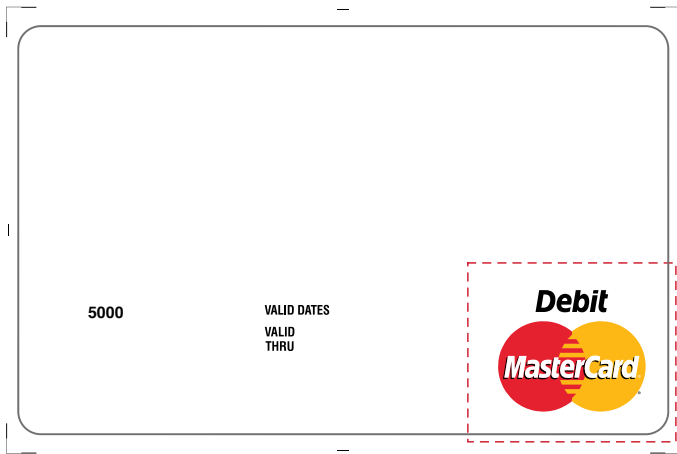 5000
VALID DATES
VALID
THRU
Debit
MasterCard